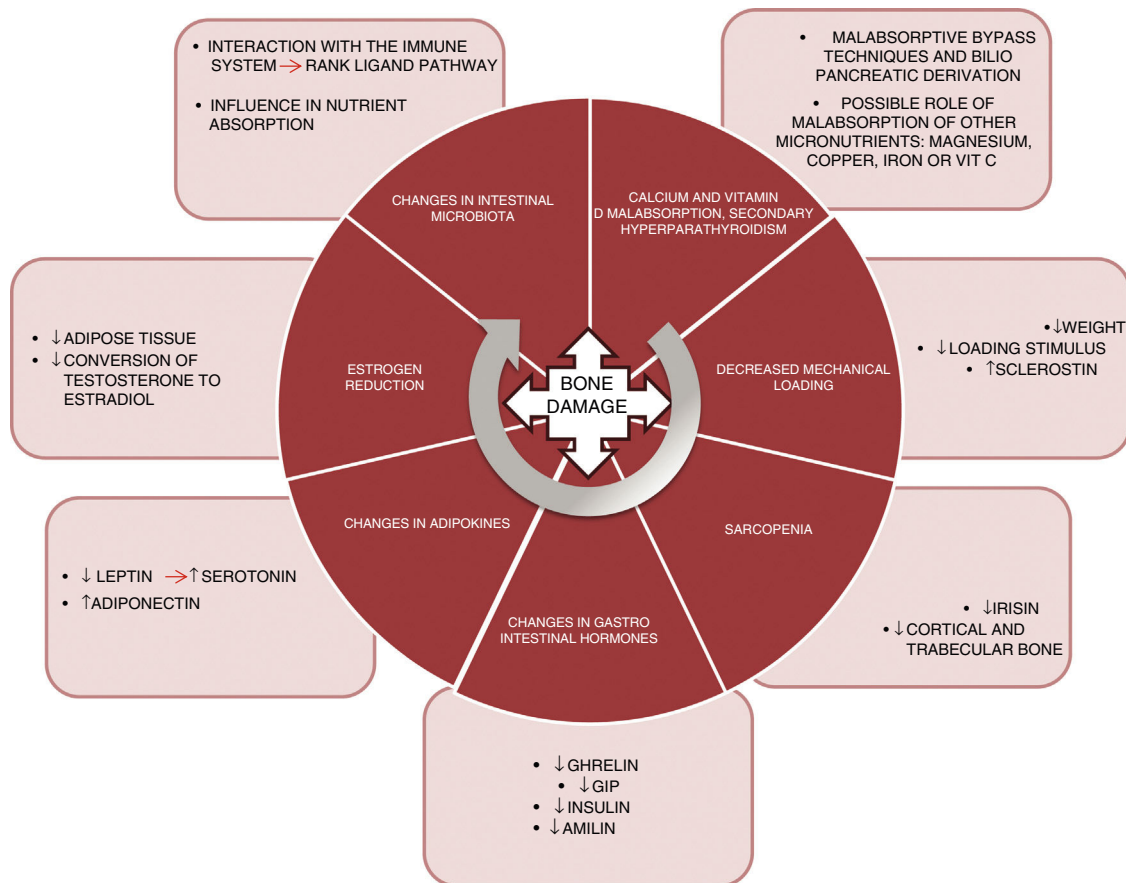 • INTERACTION WITH THE IMMUNE
SYSTEM → RANK LIGAND PATHWAY
• INFLUENCE IN NUTRIENT
ABSORPTION
• MALABSORPTIVE BYPASS
TECHNIQUES AND BILIO
PANCREATIC DERIVATION
• POSSIBLE ROLE OF
MALABSORPTION OF OTHER
MICRONUTRIENTS: MAGNESIUM,
COPPER, IRON OR VIT C
CHANGES IN INTESTINAL
MICROBIOTA
CALCIUM AND VITAMIN
D MALABSORPTION, SECONDARY
HYPERPARATHYROIDISM
• ↓ADIPOSE TISSUE
• ↓CONVERSION OF
TESTOSTERONE TO
ESTRADIOL
ESTROGEN
REDUCTION
BONE
DAMAGE
DECREASED MECHANICAL
LOADING
•↓WEIGHT
• ↓LOADING STIMULUS
• ↑SCLEROSTIN
• ↓ LEPTIN → ↑SEROTONIN
• ↑ADIPONECTIN
CHANGES IN ADIPOKINES
SARCOPENIA
• ↓IRISIN
•↓CORTICAL AND
TRABECULAR BONE
CHANGES IN GASTRO
INTESTINAL HORMONES
• ↓GHRELIN
• ↓GIP
• ↓INSULIN
• ↓AMILIN